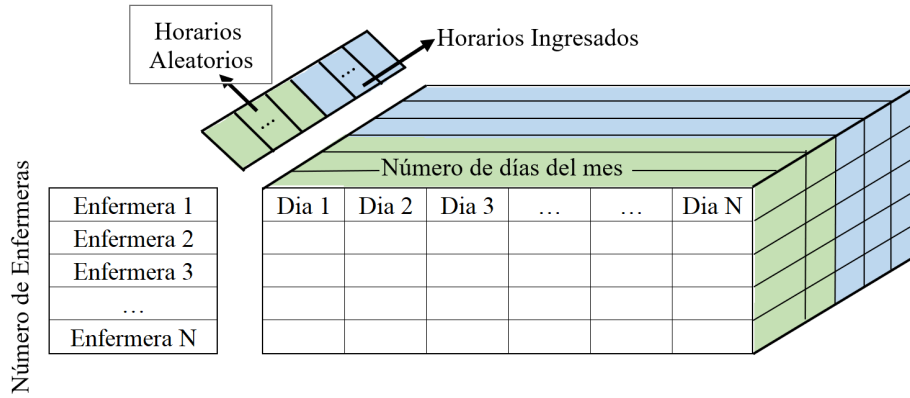 Horarios
Aleatorios
Horarios Ingresados
...
...
Número de días del mes
Número de Enfermeras
Enfermera 1
Enfermera 2
Enfermera 3
...
Enfermera N
Dia 1 Dia 2 Dia 3 ... ... Dia N